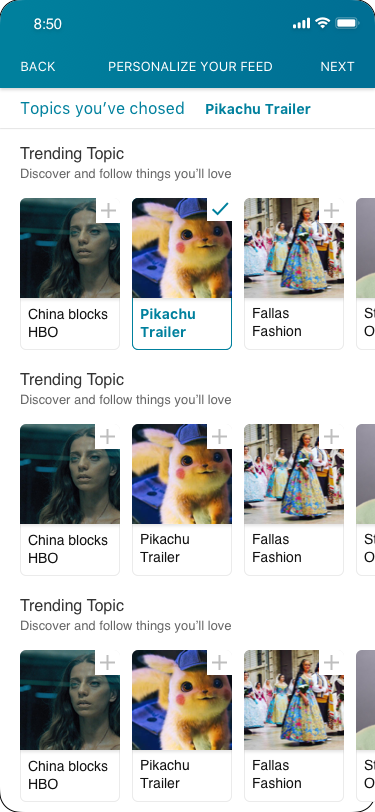 8:50
BACK PERSONALIZE YOUR FEED NEXT
Topics you’ve chosed Pikachu Trailer
Trending Topic
Discover and follow things you’ll love
China blocks
HBO
Pikachu
Trailer
Fallas
Fashion
St
O
Trending Topic
Discover and follow things you’ll love
China blocks
HBO
Pikachu
Trailer
Fallas
Fashion
St
O
Trending Topic
Discover and follow things you’ll love
China blocks
HBO
Pikachu
Trailer
Fallas
Fashion
St
O